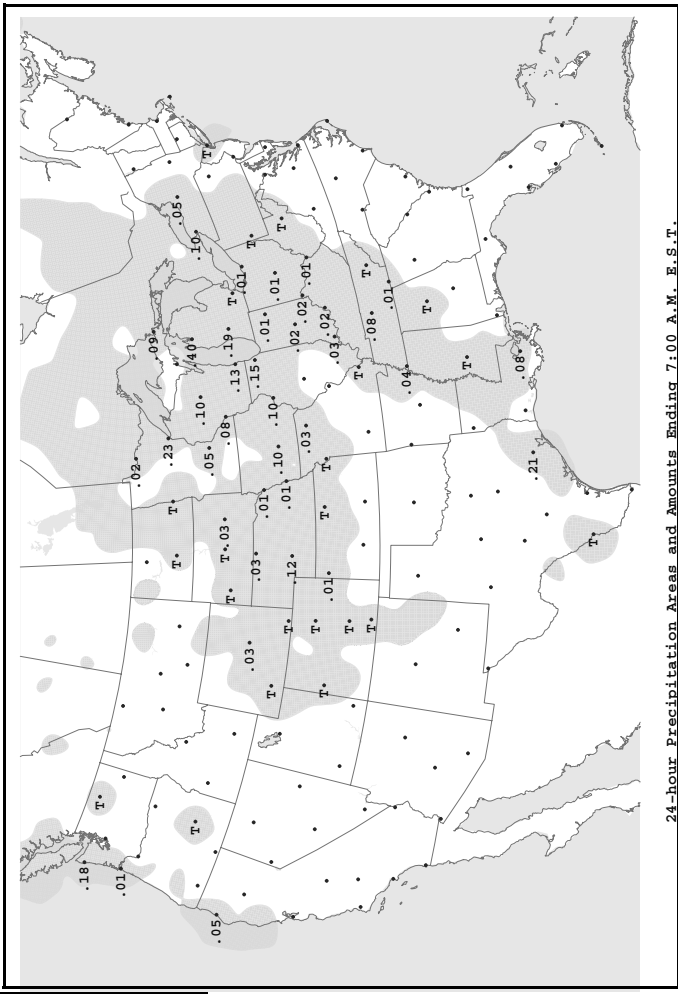 .18
T
.01
.02
.09
.23
T
T
.05
.40
T
.10
.10
T
.05
.05
T
.03
.08
.19
T
T
.13
.01
.03
T
.15
.03
.01
.01
T
.10
.01
.10
T
.01
T
.12
.02
.02
.03
.01
T
T
T
.02
T
.01
.03
T
T
T
T
.08
.01
.04
T
T
.08
.21
T
24-hour Precipitation Areas and Amounts Ending 7:00 A.M. E.S.T.